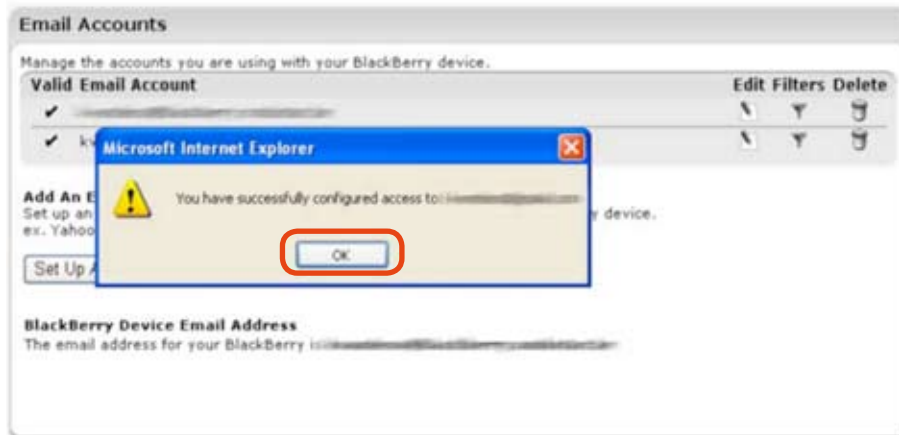 Email Accounts
Manage the accounts you are using with your BlackBerry device.
Valid Email Account Edit Filters Delete
Microsoft Internet Explorer
You have successfully configured access to:
OK
Add An E
Set up an y device.
ex. Yahoo
Set Up A
BlackBerry Device Email Address
The email address for your BlackBerry is